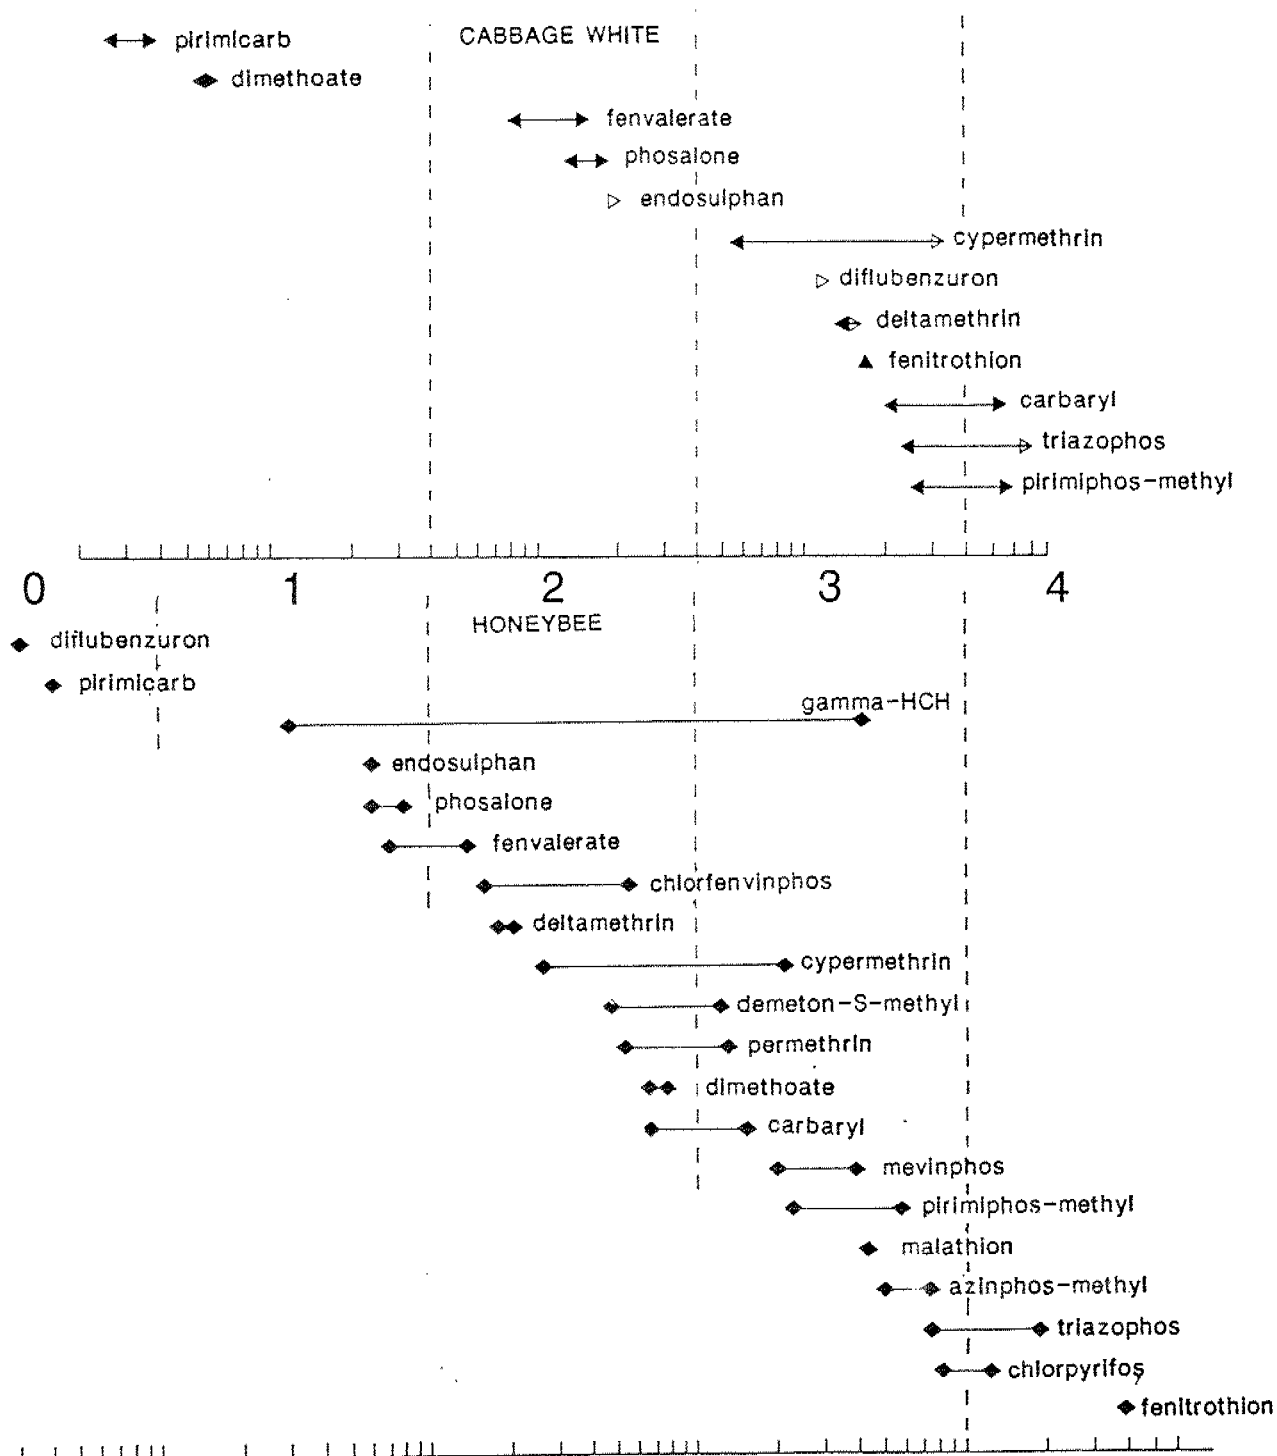 pirimicarb
CABBAGE WHITE
dimethoate
fenvalerate
phosalone
endosulphan
cypermethrin
diflubenzuron
deltamethrin
fenitrothion
carbaryl
triazophos
pirimiphos-methyl
0 1 2 3 4
HONEYBEE
diflubenzuron
pirimicarb
gamma-HCH
endosulphan
phosalone
fenvalerate
chlorfenvinphos
deltamethrin
cypermethrin
demeton-S-methyl
permethrin
dimethoate
carbaryl
mevinphos
pirimiphos-methyl
malathion
azinphos-methyl
triazophos
chlorpyrifos
fenitrothion